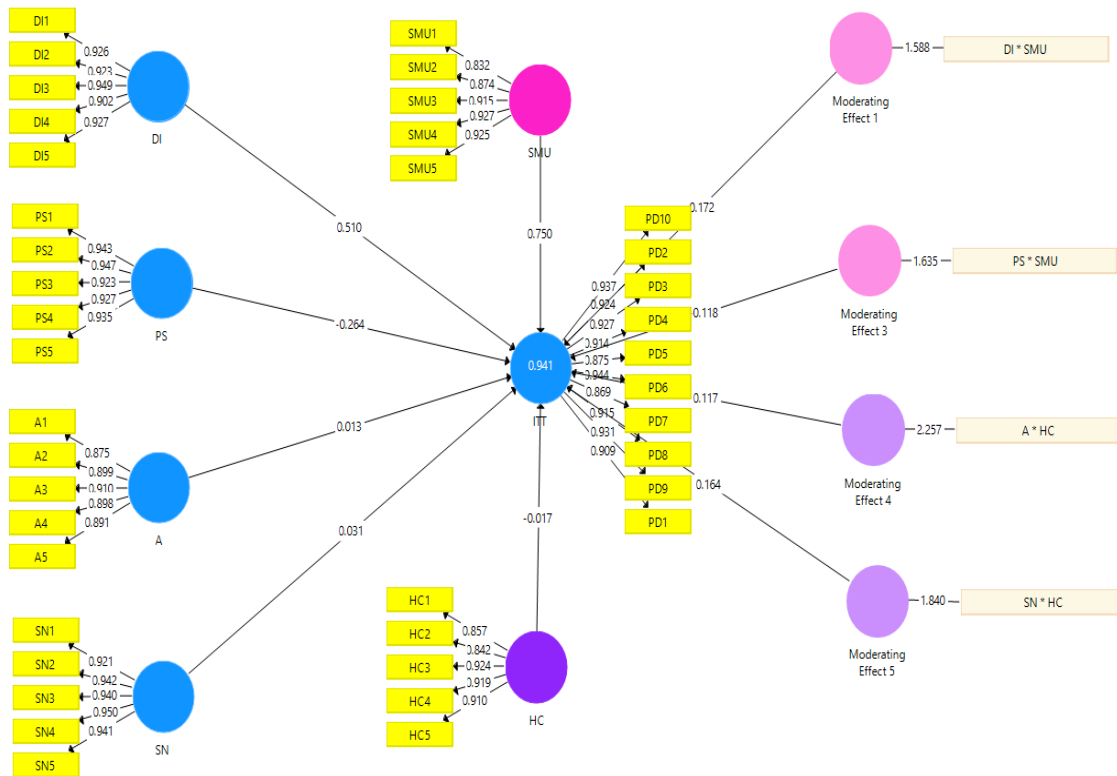 DI1
DI2
DI3
DI4
DI5
0.926
0.923
0.949
0.902
0.927
DI
PS1
PS2
PS3
PS4
PS5
0.943
0.947
0.923
0.927
0.935
PS
A1
A2
A3
A4
A5
0.875
0.899
0.910
0.898
0.891
A
SN1
SN2
SN3
SN4
SN5
0.921
0.942
0.940
0.950
0.941
SN
SMU1
SMU2
SMU3
SMU4
SMU5
0.832
0.874
0.915
0.927
0.925
SMU
0.510
0.750
-0.264
0.013
0.031
-0.017
0.941
ITT
HC1
HC2
HC3
HC4
HC5
0.857
0.842
0.924
0.919
0.910
HC
PD10
PD2
PD3
PD4
PD5
PD6
PD7
PD8
PD9
PD1
0.937
0.924
0.927
0.914
0.875
0.944
0.869
0.915
0.931
0.909
0.172
0.117
0.164
Moderating
Effect 1
1.588
DI * SMU
Moderating
Effect 3
1.635
PS * SMU
Moderating
Effect 4
2.257
A * HC
Moderating
Effect 5
1.840
SN * HC